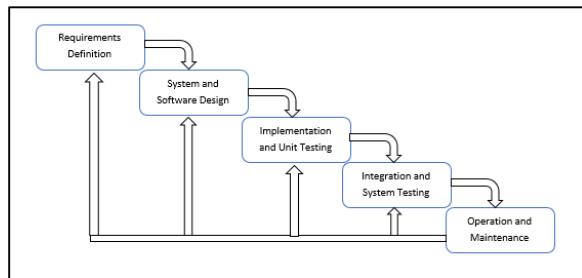 Requirements
Definition
System and
Software Design
Implementation
and Unit Testing
Integration and
System Testing
Operation and
Maintenance